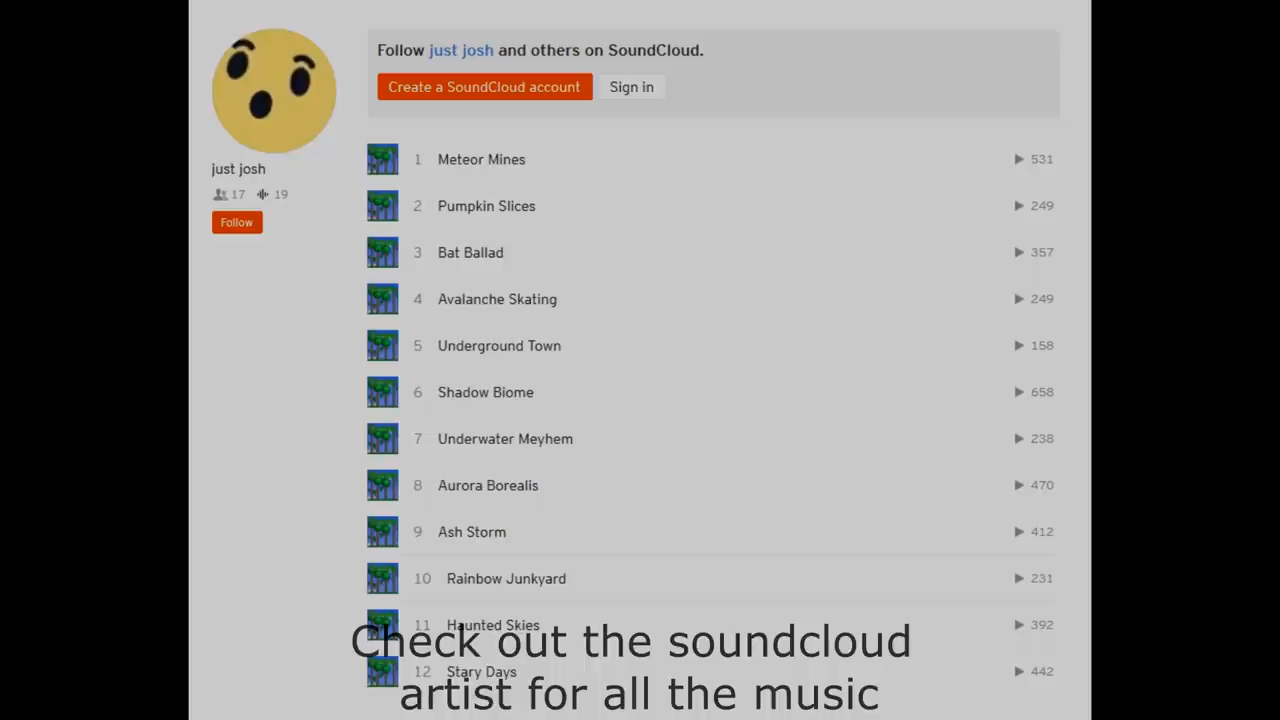 Follow just josh and others on SoundCloud.
Create a SoundCloud account Sign in
just josh
17 19
Follow
1 Meteor Mines 531
2 Pumpkin Slices 249
3 Bat Ballad 357
4 Avalanche Skating 249
5 Underground Town 158
6 Shadow Biome 658
7 Underwater Meyhem 238
8 Aurora Borealis 470
9 Ash Storm 412
10 Rainbow Junkyard 231
11 Haunted Skies 392
12 Stary Days 442
Check out the soundcloud
artist for all the music